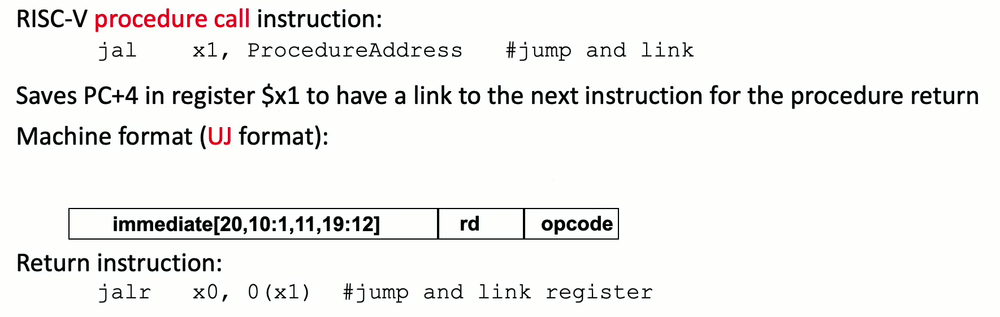 RISC-V procedure call instruction:
jal x1, ProcedureAddress #jump and link
Saves PC+4 in register $x1 to have a link to the next instruction for the procedure return
Machine format (UJ format):
immediate[20,10:1,11,19:12] rd opcode
Return instruction:
jalr x0, 0(x1) #jump and link register